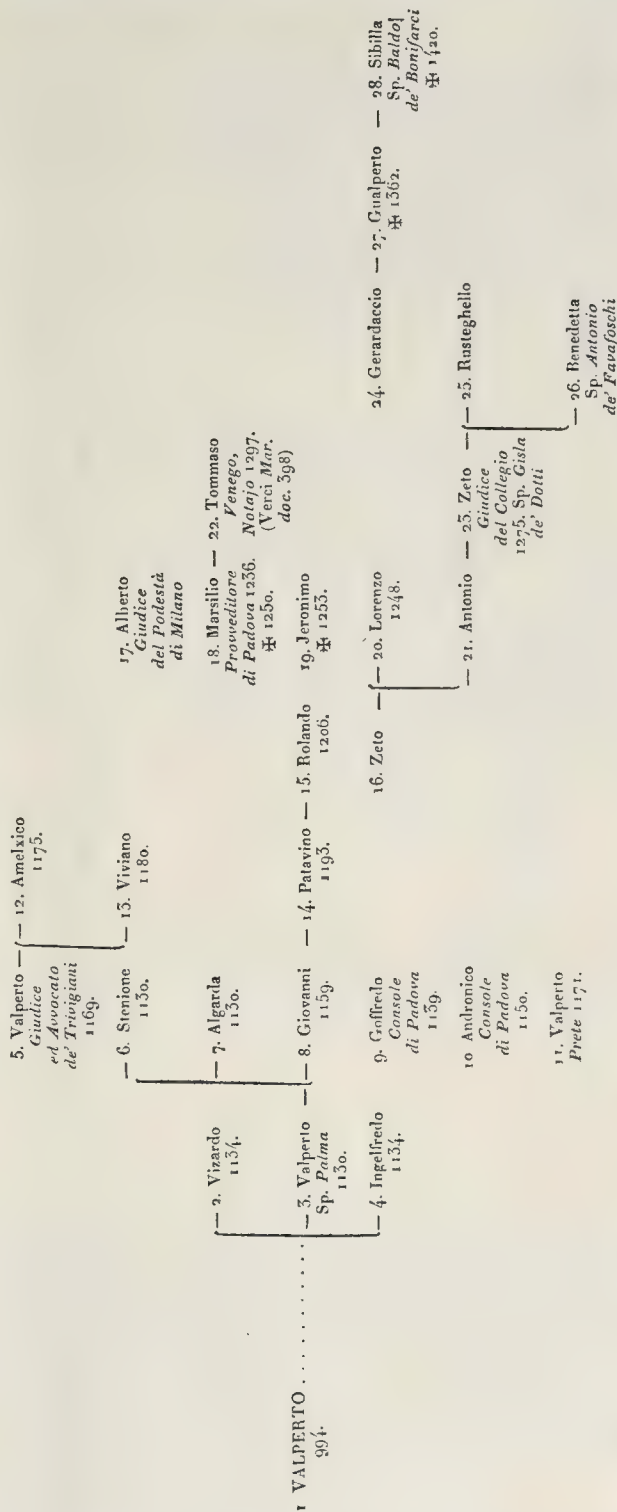 1 VALPERTO . . . . . . . . . . .
994.
— 2. Vizardo
1134.
— 3. Valperto —
Sp. Palma
1130.
— 4. Ingelfredo
1134.
5. Valperto —
Giudice
ed Avvocato
de' Trivigiani
1169.
— 6. Stenione
1130.
— 7. Algarda
1130.
— 8. Giovanni
1159.
9. Goffredo
Console
di Padova
1139.
10 Andronico
Console
di Padova
1150.
11. Valperto
Prete 1171.
— 12. Amelxico
1175.
— 13. Viviano
1180.
— 14. Patavino
1193.
— 15. Rolando
1206.
16. Zeto —
17. Alberto
Giudice
del Podestà
di Milano
18. Marsilio
Provveditore
di Padova 1236.
✠ 1250.
19. Jeronimo
✠ 1253.
— 20. Lorenzo
1248.
— 21. Antonio
— 22. Tommaso
Venego,
Notajo 1297.
(Verci Mar.
doc. 398)
— 23. Zeto —
Giudice
del Collegio
1275. Sp. Gisla
de' Dotti
24. Gerardaccio
— 25. Rusteghello
— 26. Benedetta
Sp. Antonio
de' Favafoschi
— 27. Gualperto
✠ 1362.
— 28. Sibilla
Sp. Baldo
de' Bonifarci
✠ 1420.